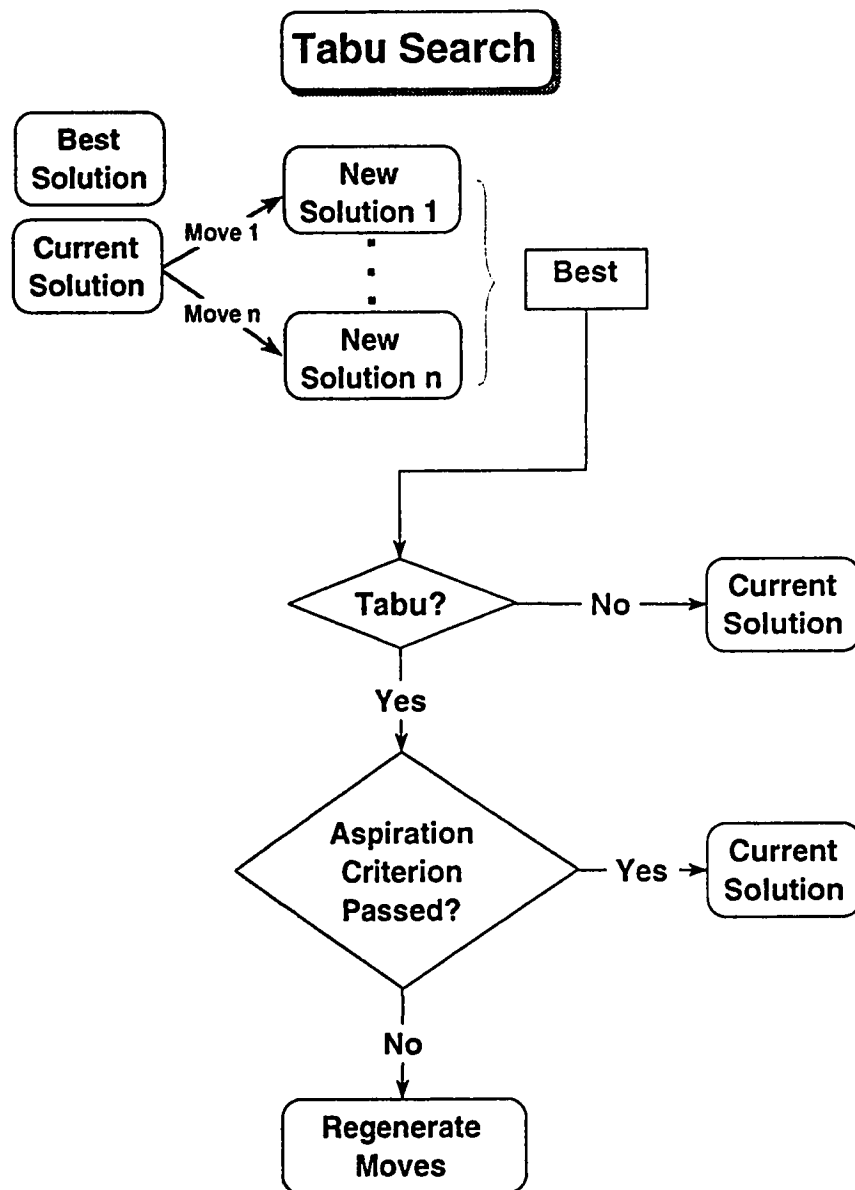 Tabu Search
Best
Solution
Current
Solution
Move 1
Move n
New
Solution 1
New
Solution n
Best
Tabu?
No
Current
Solution
Yes
Aspiration
Criterion
Passed?
Yes
Current
Solution
No
Regenerate
Moves